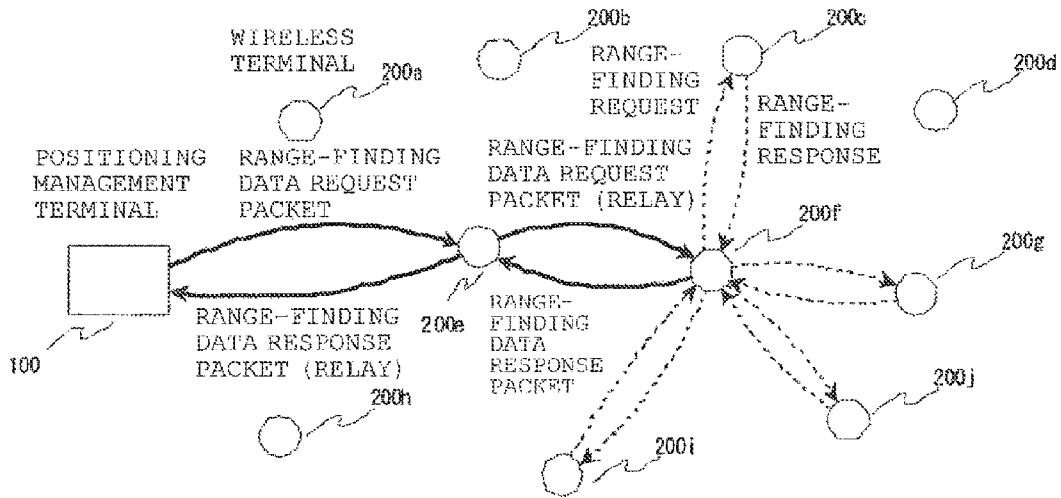 WIRELESS
TERMINAL
200a
200b
RANGE-
FINDING
REQUEST
200c
RANGE-
FINDING
RESPONSE
200d
POSITIONING
MANAGEMENT
TERMINAL
RANGE-FINDING
DATA REQUEST
PACKET
RANGE-FINDING
DATA REQUEST
PACKET (RELAY)
200f
200g
100
RANGE-FINDING
DATA RESPONSE
PACKET (RELAY)
200e
RANGE-
FINDING
DATA
RESPONSE
PACKET
200h
200i
200j